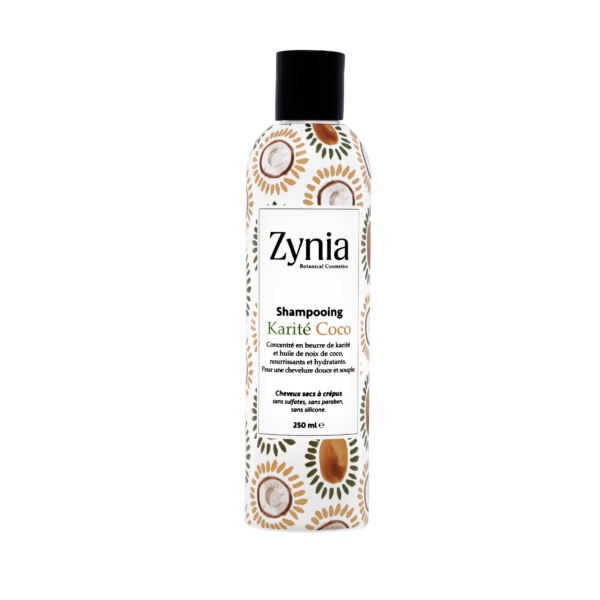 Zynia
Botanical Cosmetics
Shampooing
Karité Coco
Concentré en beurre de karité
et huile de noix de coco,
nourrissants et hydratants.
Pour une chevelure douce et souple.
Cheveux secs à crépus
sans sulfates, sans paraben,
sans silicone.
250 ml ℮